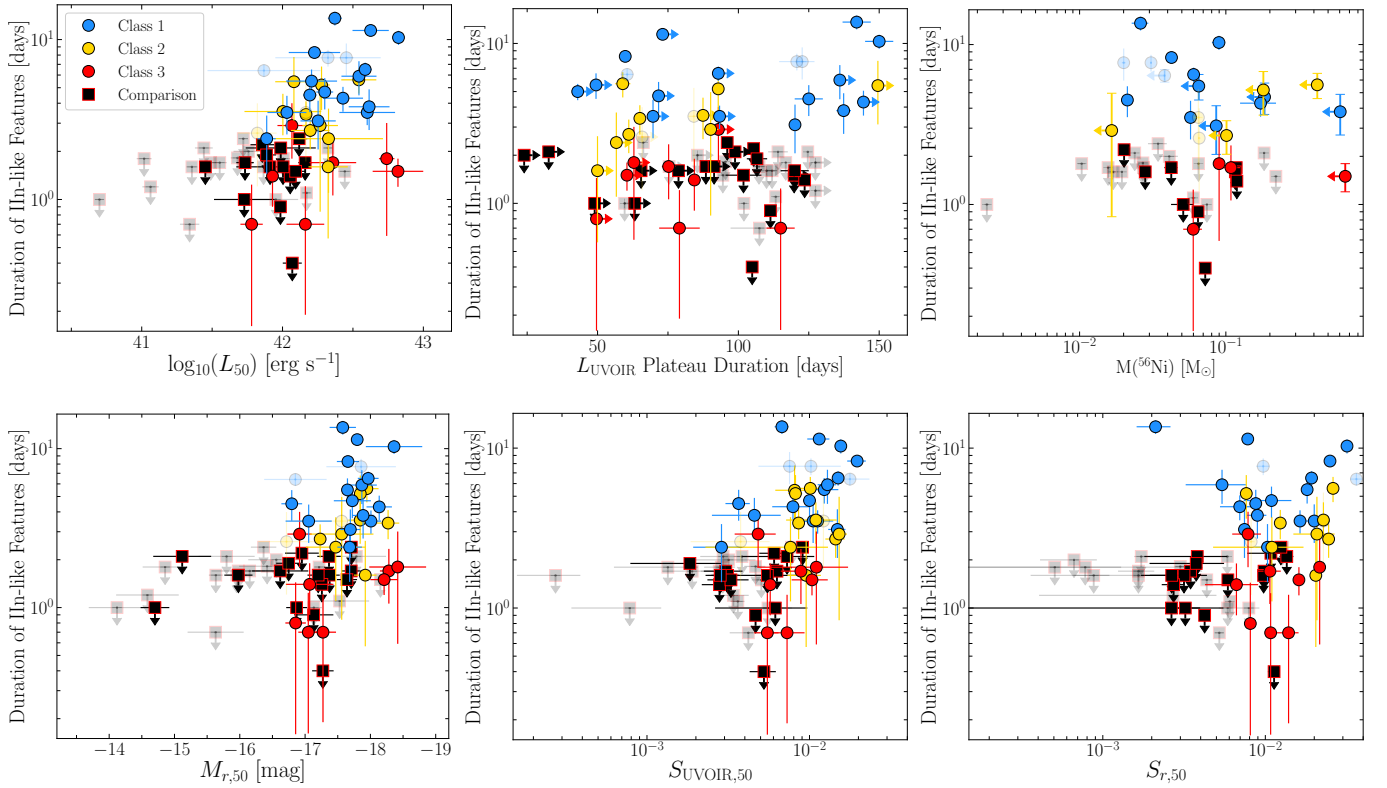 Duration of IIn-like Features [days]
10¹
10⁰
Class 1
Class 2
Class 3
Comparison
41 42 43
log₁₀(L₅₀) [erg s⁻¹]
Duration of IIn-like Features [days]
10¹
10⁰
50 100 150
L_UVOIR Plateau Duration [days]
Duration of IIn-like Features [days]
10¹
10⁰
10⁻² 10⁻¹
M(⁵⁶Ni) [M⊙]
Duration of IIn-like Features [days]
10¹
10⁰
−14 −15 −16 −17 −18 −19
M_r,50 [mag]
Duration of IIn-like Features [days]
10¹
10⁰
10⁻³ 10⁻²
S_UVOIR,50
Duration of IIn-like Features [days]
10¹
10⁰
10⁻³ 10⁻²
S_r,50